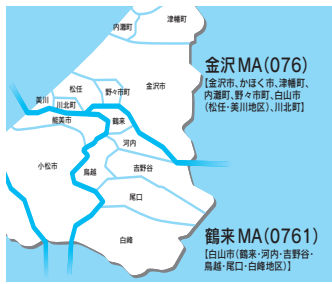 津幡町
内灘町
金沢MA(076)
【金沢市、かほく市、津幡町、
内灘町、野々市町、白山市
(松任・美川地区)、川北町】
松任
野々市町
金沢市
美川
川北町
鶴来
能美市
河内
小松市
鳥越
吉野谷
尾口
白峰
鶴来MA(0761)
【白山市(鶴来・河内・吉野谷・
鳥越・尾口・白峰地区)】